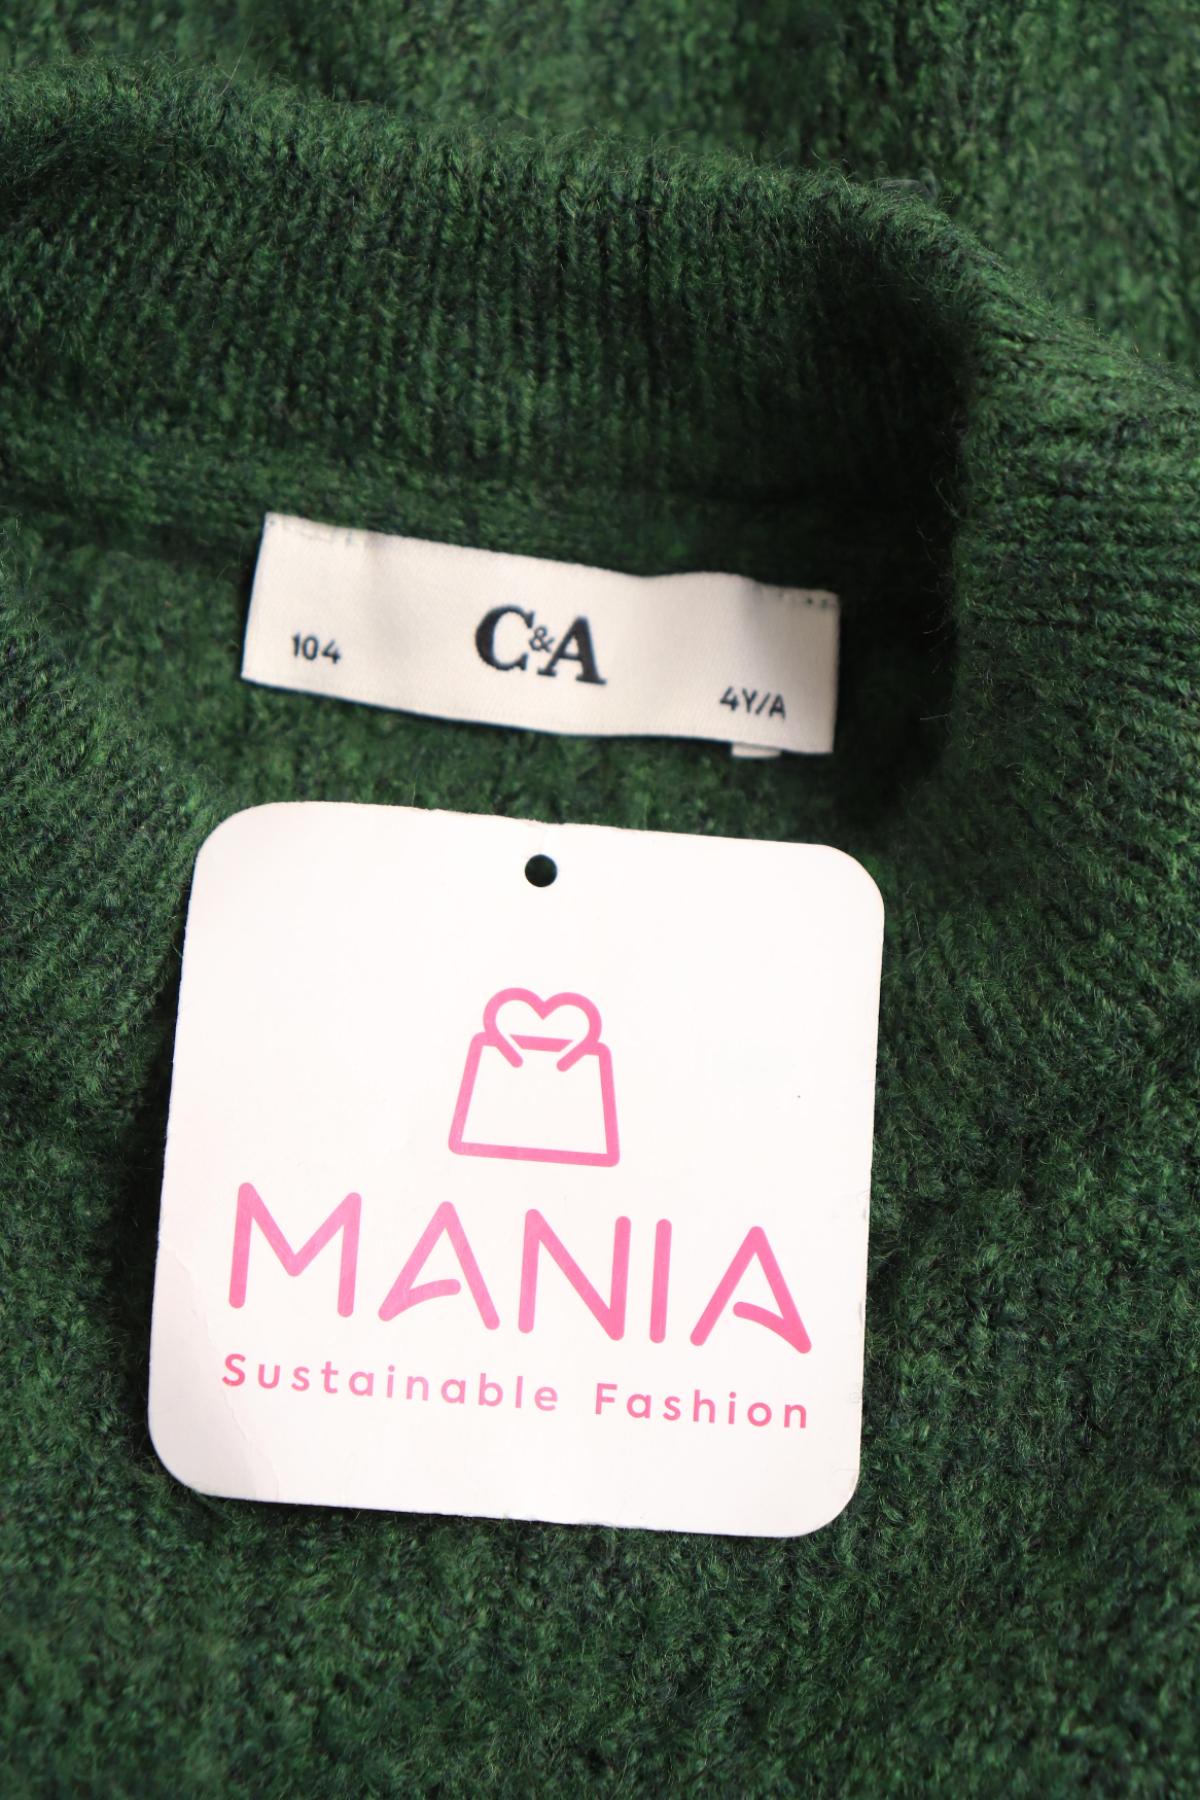 104
C&A
4Y/A
MANIA
Sustainable Fashion